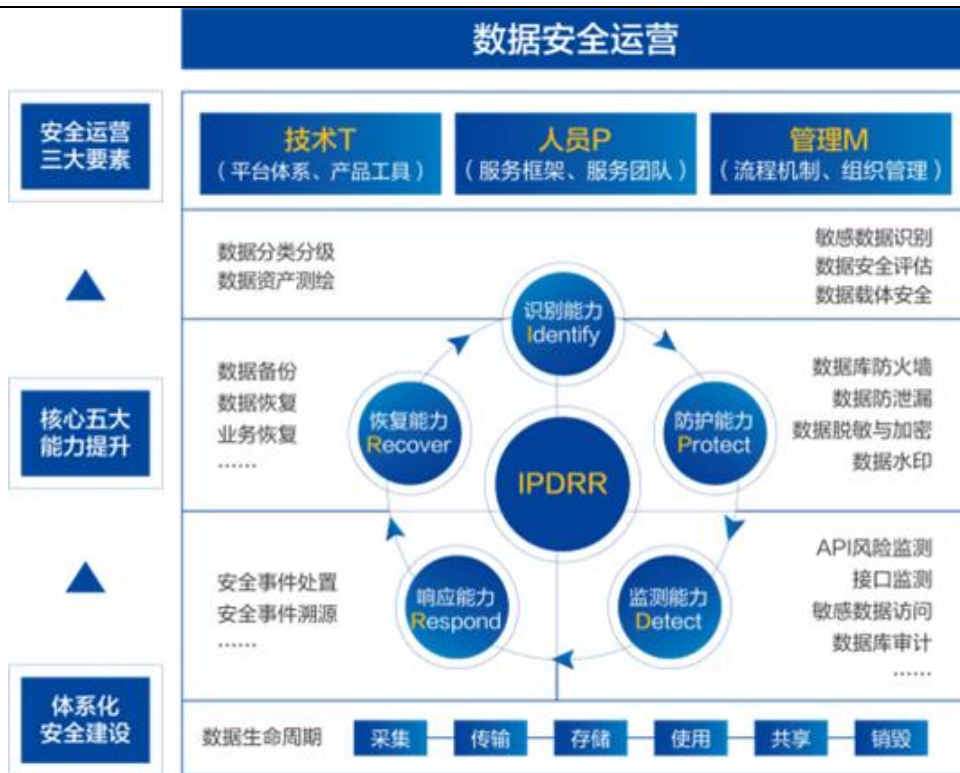 数据安全运营
安全运营
三大要素
技术T
（平台体系、产品工具）
人员P
（服务框架、服务团队）
管理M
（流程机制、组织管理）
数据分类分级
数据资产测绘
敏感数据识别
数据安全评估
数据载体安全
识别能力
Identify
核心五大
能力提升
数据备份
数据恢复
业务恢复
……
恢复能力
Recover
IPDRR
防护能力
Protect
数据库防火墙
数据防泄漏
数据脱敏与加密
数据水印
安全事件处置
安全事件溯源
……
响应能力
Respond
监测能力
Detect
API风险监测
接口监测
敏感数据访问
数据库审计
……
体系化
安全建设
数据生命周期
采集
传输
存储
使用
共享
销毁